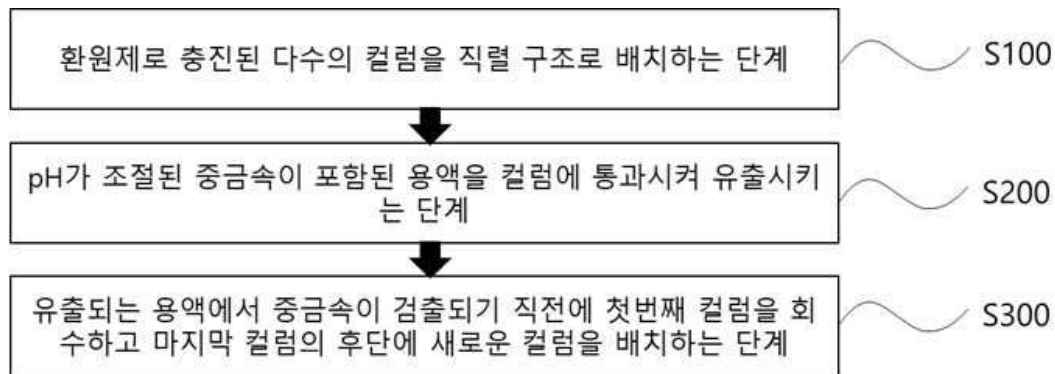 환원제로 충진된 다수의 컬럼을 직렬 구조로 배치하는 단계
S100
pH가 조절된 중금속이 포함된 용액을 컬럼에 통과시켜 유출시키
는 단계
S200
유출되는 용액에서 중금속이 검출되기 직전에 첫번째 컬럼을 회
수하고 마지막 컬럼의 후단에 새로운 컬럼을 배치하는 단계
S300